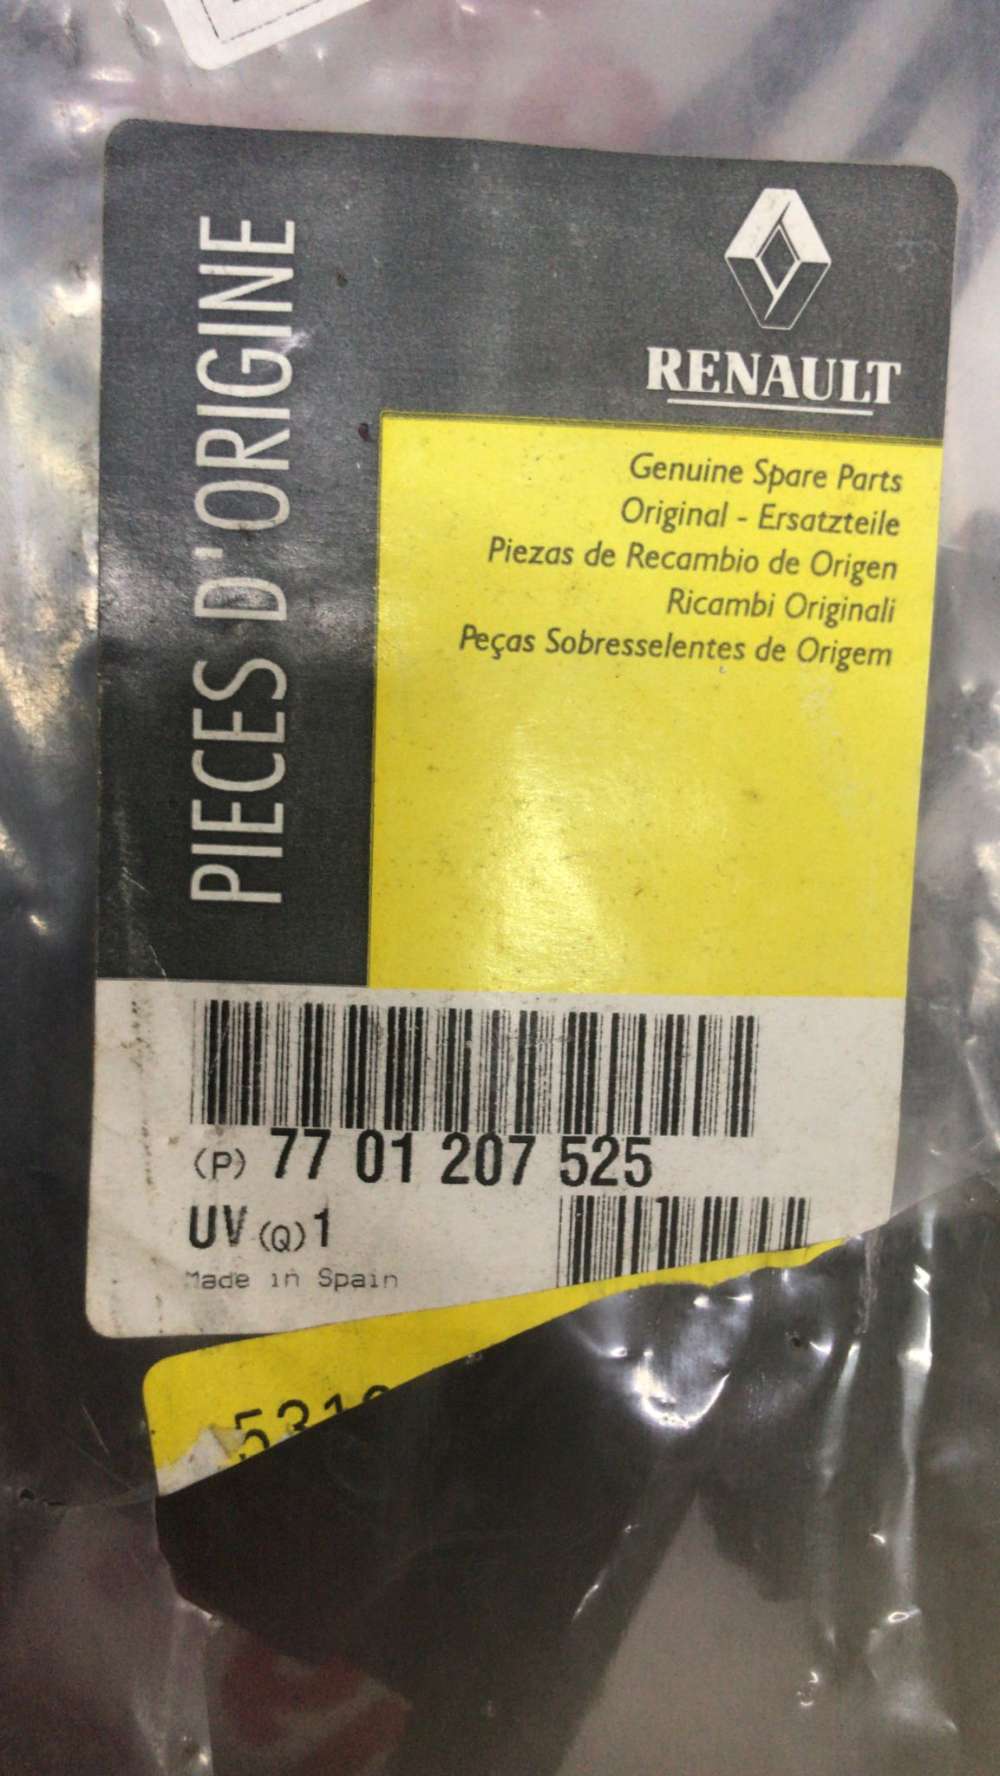 PIECES D'ORIGINE
RENAULT
Genuine Spare Parts
Original - Ersatzteile
Piezas de Recambio de Origen
Ricambi Originali
Peças Sobresselentes de Origem
(P) 77 01 207 525
UV (Q) 1
Made in Spain